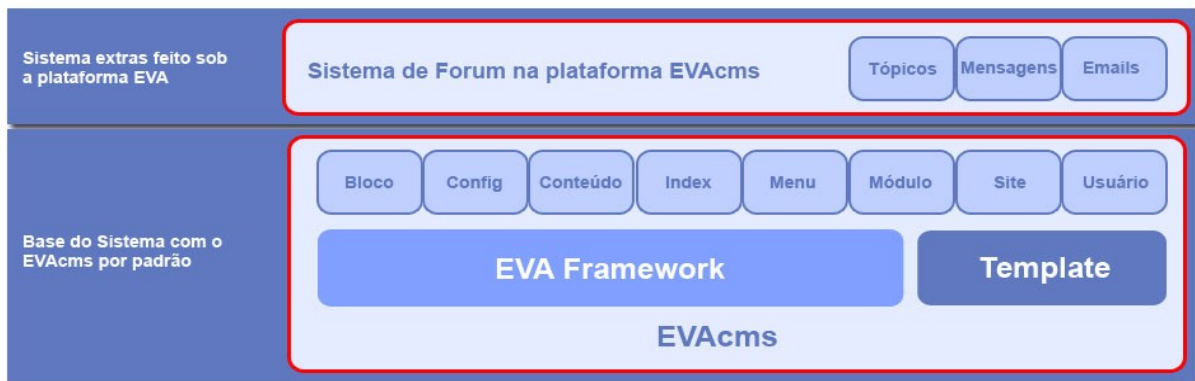 Sistema extras feito sob
a plataforma EVA
Sistema de Forum na plataforma EVAcms
Tópicos
Mensagens
Emails
Base do Sistema com o
EVAcms por padrão
Bloco
Config
Conteúdo
Index
Menu
Módulo
Site
Usuário
EVA Framework
Template
EVAcms